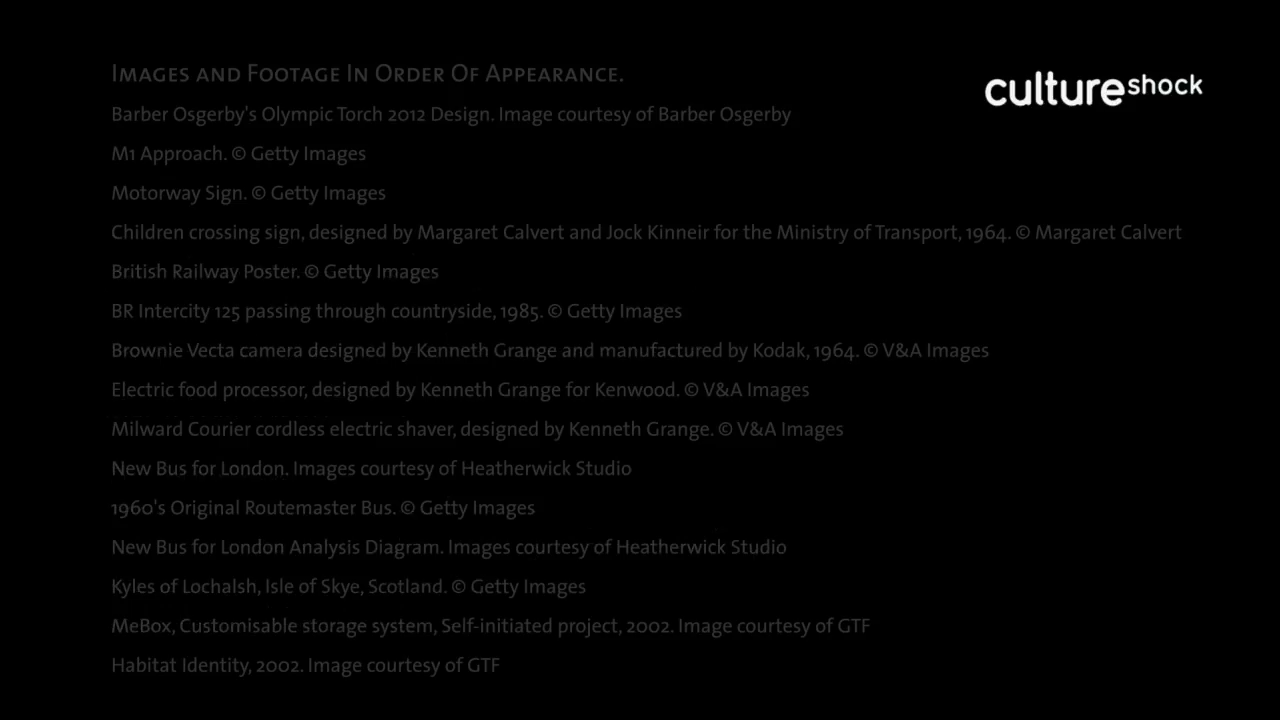 Images and Footage In Order Of Appearance.
cultureshock
Barber Osgerby's Olympic Torch 2012 Design. Image courtesy of Barber Osgerby
M1 Approach. © Getty Images
Motorway Sign. © Getty Images
Children crossing sign, designed by Margaret Calvert and Jock Kinneir for the Ministry of Transport, 1964. © Margaret Calvert
British Railway Poster. © Getty Images
BR Intercity 125 passing through countryside, 1985. © Getty Images
Brownie Vecta camera designed by Kenneth Grange and manufactured by Kodak, 1964. © V&A Images
Electric food processor, designed by Kenneth Grange for Kenwood. © V&A Images
Milward Courier cordless electric shaver, designed by Kenneth Grange. © V&A Images
New Bus for London. Images courtesy of Heatherwick Studio
1960's Original Routemaster Bus. © Getty Images
New Bus for London Analysis Diagram. Images courtesy of Heatherwick Studio
Kyles of Lochalsh, Isle of Skye, Scotland. © Getty Images
MeBox, Customisable storage system, Self-initiated project, 2002. Image courtesy of GTF
Habitat Identity, 2002. Image courtesy of GTF